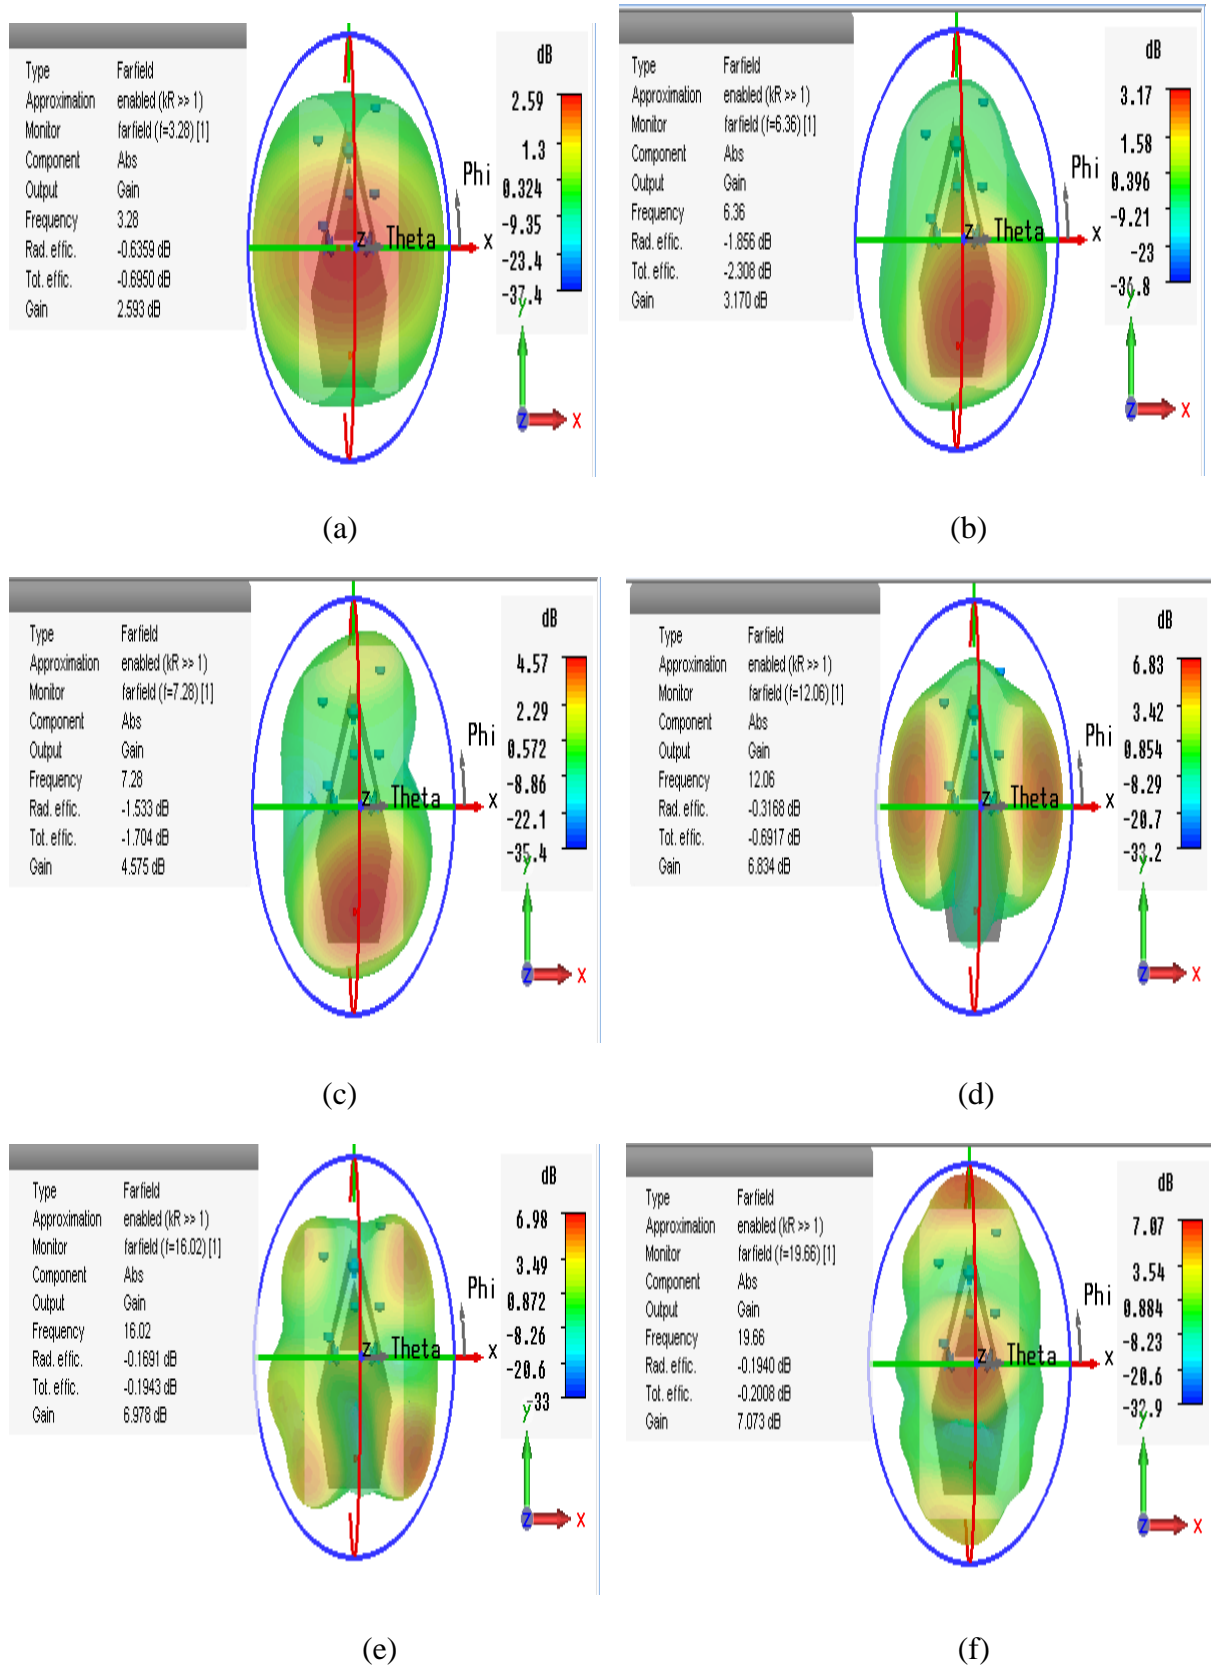 Type Farfield
Approximation enabled (kR >> 1)
Monitor farfield (f=3.28) [1]
Component Abs
Output Gain
Frequency 3.28
Rad. effic. -0.6359 dB
Tot. effic. -0.6950 dB
Gain 2.593 dB
Phi
Theta
z
x
dB
2.59
1.3
0.324
-9.35
-23.4
-37.4
y
z
x
(a)
Type Farfield
Approximation enabled (kR >> 1)
Monitor farfield (f=6.36) [1]
Component Abs
Output Gain
Frequency 6.36
Rad. effic. -1.856 dB
Tot. effic. -2.308 dB
Gain 3.170 dB
Phi
Theta
z
x
dB
3.17
1.58
0.396
-9.21
-23
-36.8
y
z
x
(b)
Type Farfield
Approximation enabled (kR >> 1)
Monitor farfield (f=7.28) [1]
Component Abs
Output Gain
Frequency 7.28
Rad. effic. -1.533 dB
Tot. effic. -1.704 dB
Gain 4.575 dB
Phi
Theta
z
x
dB
4.57
2.29
0.572
-8.86
-22.1
-35.4
y
z
x
(c)
Type Farfield
Approximation enabled (kR >> 1)
Monitor farfield (f=12.06) [1]
Component Abs
Output Gain
Frequency 12.06
Rad. effic. -0.3168 dB
Tot. effic. -0.6917 dB
Gain 6.834 dB
Phi
Theta
z
x
dB
6.83
3.42
0.854
-8.29
-20.7
-33.2
y
z
x
(d)
Type Farfield
Approximation enabled (kR >> 1)
Monitor farfield (f=16.02) [1]
Component Abs
Output Gain
Frequency 16.02
Rad. effic. -0.1691 dB
Tot. effic. -0.1943 dB
Gain 6.978 dB
Phi
Theta
z
x
dB
6.98
3.49
0.872
-8.26
-20.6
-33
y
z
x
(e)
Type Farfield
Approximation enabled (kR >> 1)
Monitor farfield (f=19.66) [1]
Component Abs
Output Gain
Frequency 19.66
Rad. effic. -0.1940 dB
Tot. effic. -0.2008 dB
Gain 7.073 dB
Phi
Theta
z
x
dB
7.07
3.54
0.884
-8.23
-20.6
-32.9
y
z
x
(f)